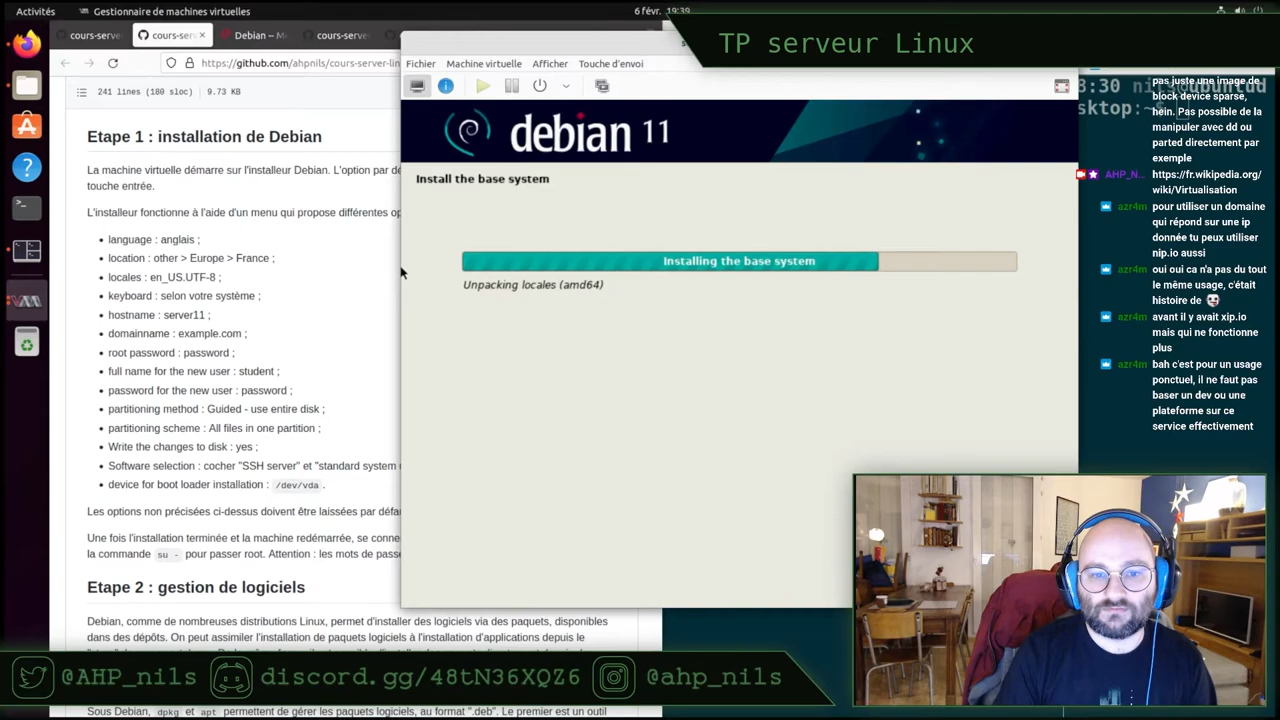 Activités
Gestionnaire de machines virtuelles
6 févr. 19:39
TP serveur Linux
cours-serve
cours-serv
Debian -- M
cours-serve
https://github.com/ahpnils/cours-server-lin
241 lines (180 sloc)
9.73 KB
Etape 1 : installation de Debian
La machine virtuelle démarre sur l'installeur Debian. L'option par dé
touche entrée.
L'installeur fonctionne à l'aide d'un menu qui propose différentes op
language : anglais ;
location : other > Europe > France ;
locales : en_US.UTF-8 ;
keyboard : selon votre système ;
hostname : server11 ;
domainname : example.com ;
root password : password ;
full name for the new user : student ;
password for the new user : password ;
partitioning method : Guided - use entire disk ;
partitioning scheme : All files in one partition ;
Write the changes to disk : yes ;
Software selection : cocher "SSH server" et "standard system
device for boot loader installation : /dev/vda .
Les options non précisées ci-dessus doivent être laissées par défa
Une fois l'installation terminée et la machine redémarrée, se conne
la commande su - pour passer root. Attention : les mots de passe
Etape 2 : gestion de logiciels
Debian, comme de nombreuses distributions Linux, permet d'installer des logiciels via des paquets, disponibles
dans des dépôts. On peut assimiler l'installation de paquets logiciels à l'installation d'applications depuis le
Sous Debian, dpkg et apt permettent de gérer les paquets logiciels, au format ".deb". Le premier est un outil
Fichier
Machine virtuelle
Afficher
Touche d'envoi
debian 11
Install the base system
Installing the base system
Unpacking locales (amd64)
8:30 nils@ubuntud
sktop:~$
pas juste une image de
block device sparse,
hein. Pas possible de la
manipuler avec dd ou
parted directement par
exemple
AHP_N...
https://fr.wikipedia.org/
wiki/Virtualisation
azr4m pour utiliser un domaine
qui répond sur une ip
donnée tu peux utiliser
nip.io aussi
azr4m oui oui ca n'a pas du tout
le même usage, c'était
histoire de
azr4m avant il y avait xip.io
mais qui ne fonctionne
plus
azr4m bah c'est pour un usage
ponctuel, il ne faut pas
baser un dev ou une
plateforme sur ce
service effectivement
@AHP_nils
discord.gg/48tN36XQZ6
@ahp_nils